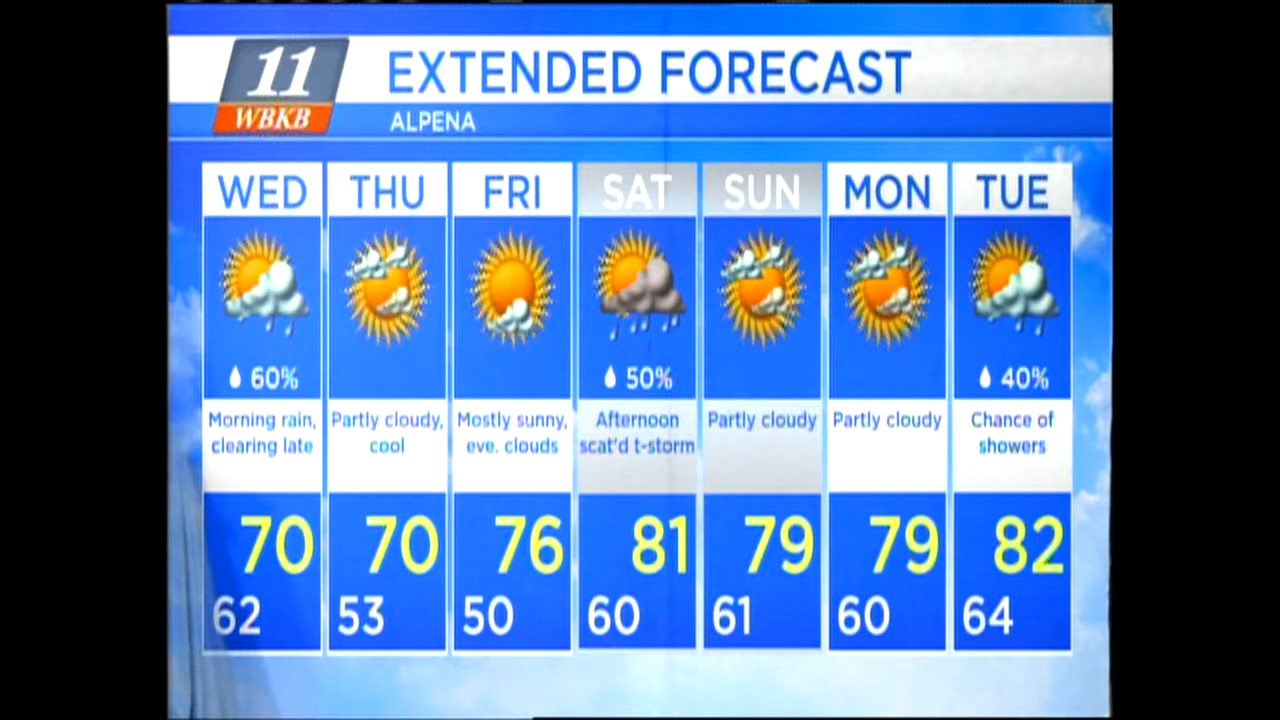 11
WBKB
EXTENDED FORECAST
ALPENA
WED
60%
Morning rain,
clearing late
70
62
THU
Partly cloudy,
cool
70
53
FRI
Mostly sunny,
eve. clouds
76
50
SAT
50%
Afternoon
scat'd t-storm
81
60
SUN
Partly cloudy
79
61
MON
Partly cloudy
79
60
TUE
40%
Chance of
showers
82
64